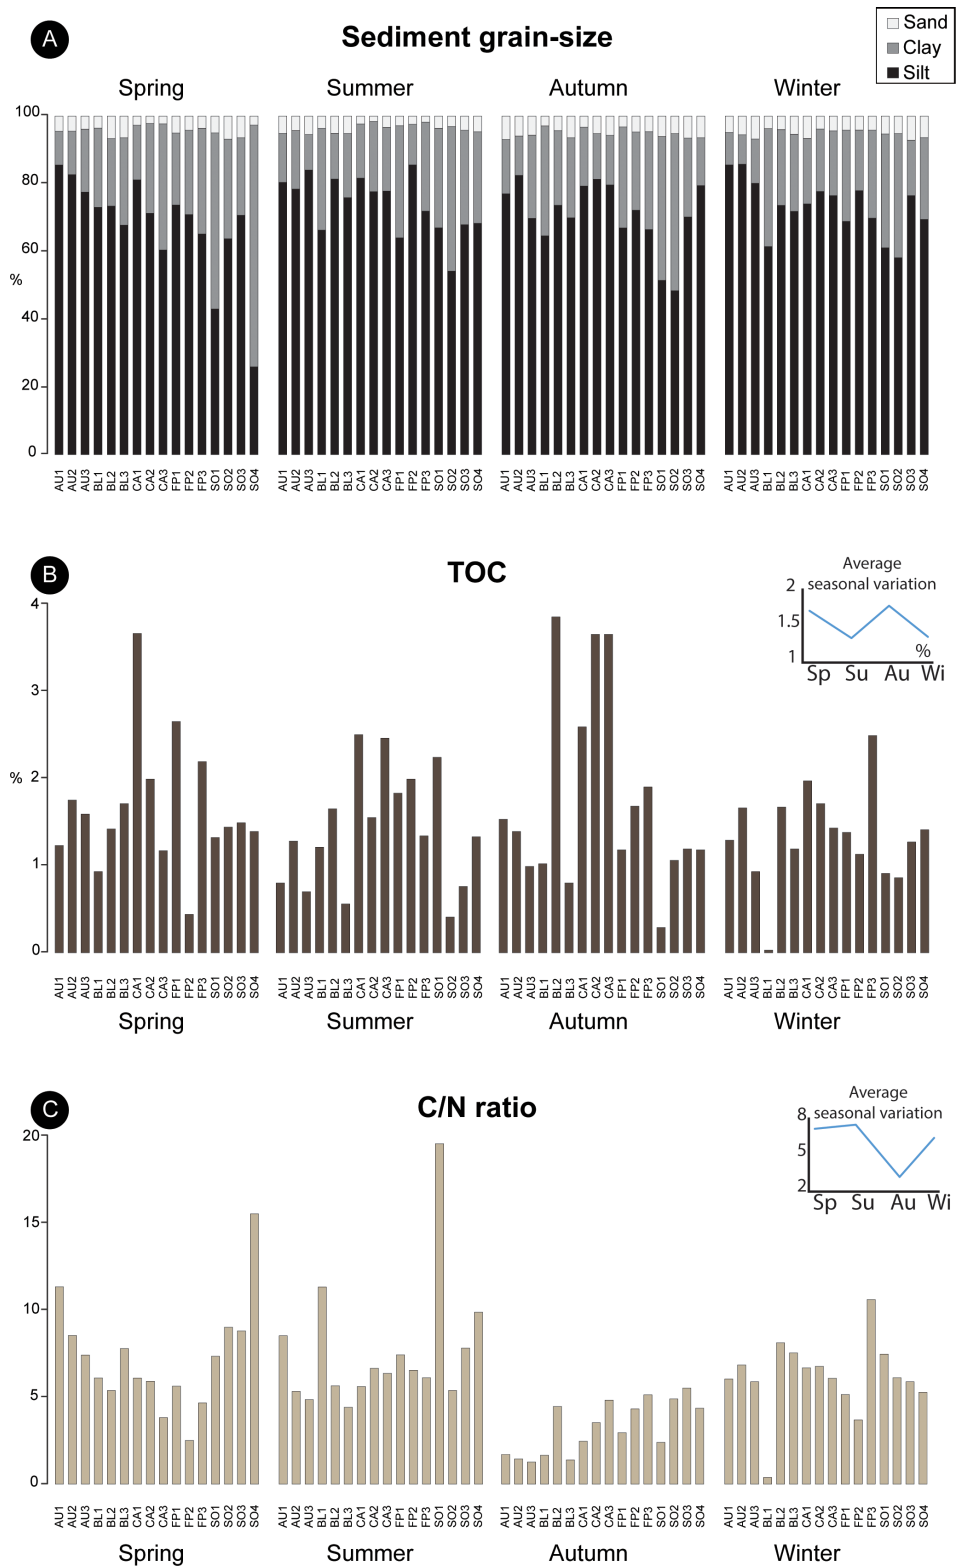 A
Sediment grain-size
Sand
Clay
Silt
Spring Summer Autumn Winter
100
80
60
%
40
20
0
AU1 AU2 AU3 BL1 BL2 BL3 CA1 CA2 CA3 FP1 FP2 FP3 SO1 SO2 SO3 SO4 AU1 AU2 AU3 BL1 BL2 BL3 CA1 CA2 CA3 FP1 FP2 FP3 SO1 SO2 SO3 SO4 AU1 AU2 AU3 BL1 BL2 BL3 CA1 CA2 CA3 FP1 FP2 FP3 SO1 SO2 SO3 SO4 AU1 AU2 AU3 BL1 BL2 BL3 CA1 CA2 CA3 FP1 FP2 FP3 SO1 SO2 SO3 SO4
B
TOC
Average
seasonal variation
2
1.5
1
%
Sp Su Au Wi
4
3
% 2
1
0
AU1 AU2 AU3 BL1 BL2 BL3 CA1 CA2 CA3 FP1 FP2 FP3 SO1 SO2 SO3 SO4 AU1 AU2 AU3 BL1 BL2 BL3 CA1 CA2 CA3 FP1 FP2 FP3 SO1 SO2 SO3 SO4 AU1 AU2 AU3 BL1 BL2 BL3 CA1 CA2 CA3 FP1 FP2 FP3 SO1 SO2 SO3 SO4 AU1 AU2 AU3 BL1 BL2 BL3 CA1 CA2 CA3 FP1 FP2 FP3 SO1 SO2 SO3 SO4
Spring Summer Autumn Winter
C
C/N ratio
Average
seasonal variation
8
5
2
Sp Su Au Wi
20
15
10
5
0
AU1 AU2 AU3 BL1 BL2 BL3 CA1 CA2 CA3 FP1 FP2 FP3 SO1 SO2 SO3 SO4 AU1 AU2 AU3 BL1 BL2 BL3 CA1 CA2 CA3 FP1 FP2 FP3 SO1 SO2 SO3 SO4 AU1 AU2 AU3 BL1 BL2 BL3 CA1 CA2 CA3 FP1 FP2 FP3 SO1 SO2 SO3 SO4 AU1 AU2 AU3 BL1 BL2 BL3 CA1 CA2 CA3 FP1 FP2 FP3 SO1 SO2 SO3 SO4
Spring Summer Autumn Winter